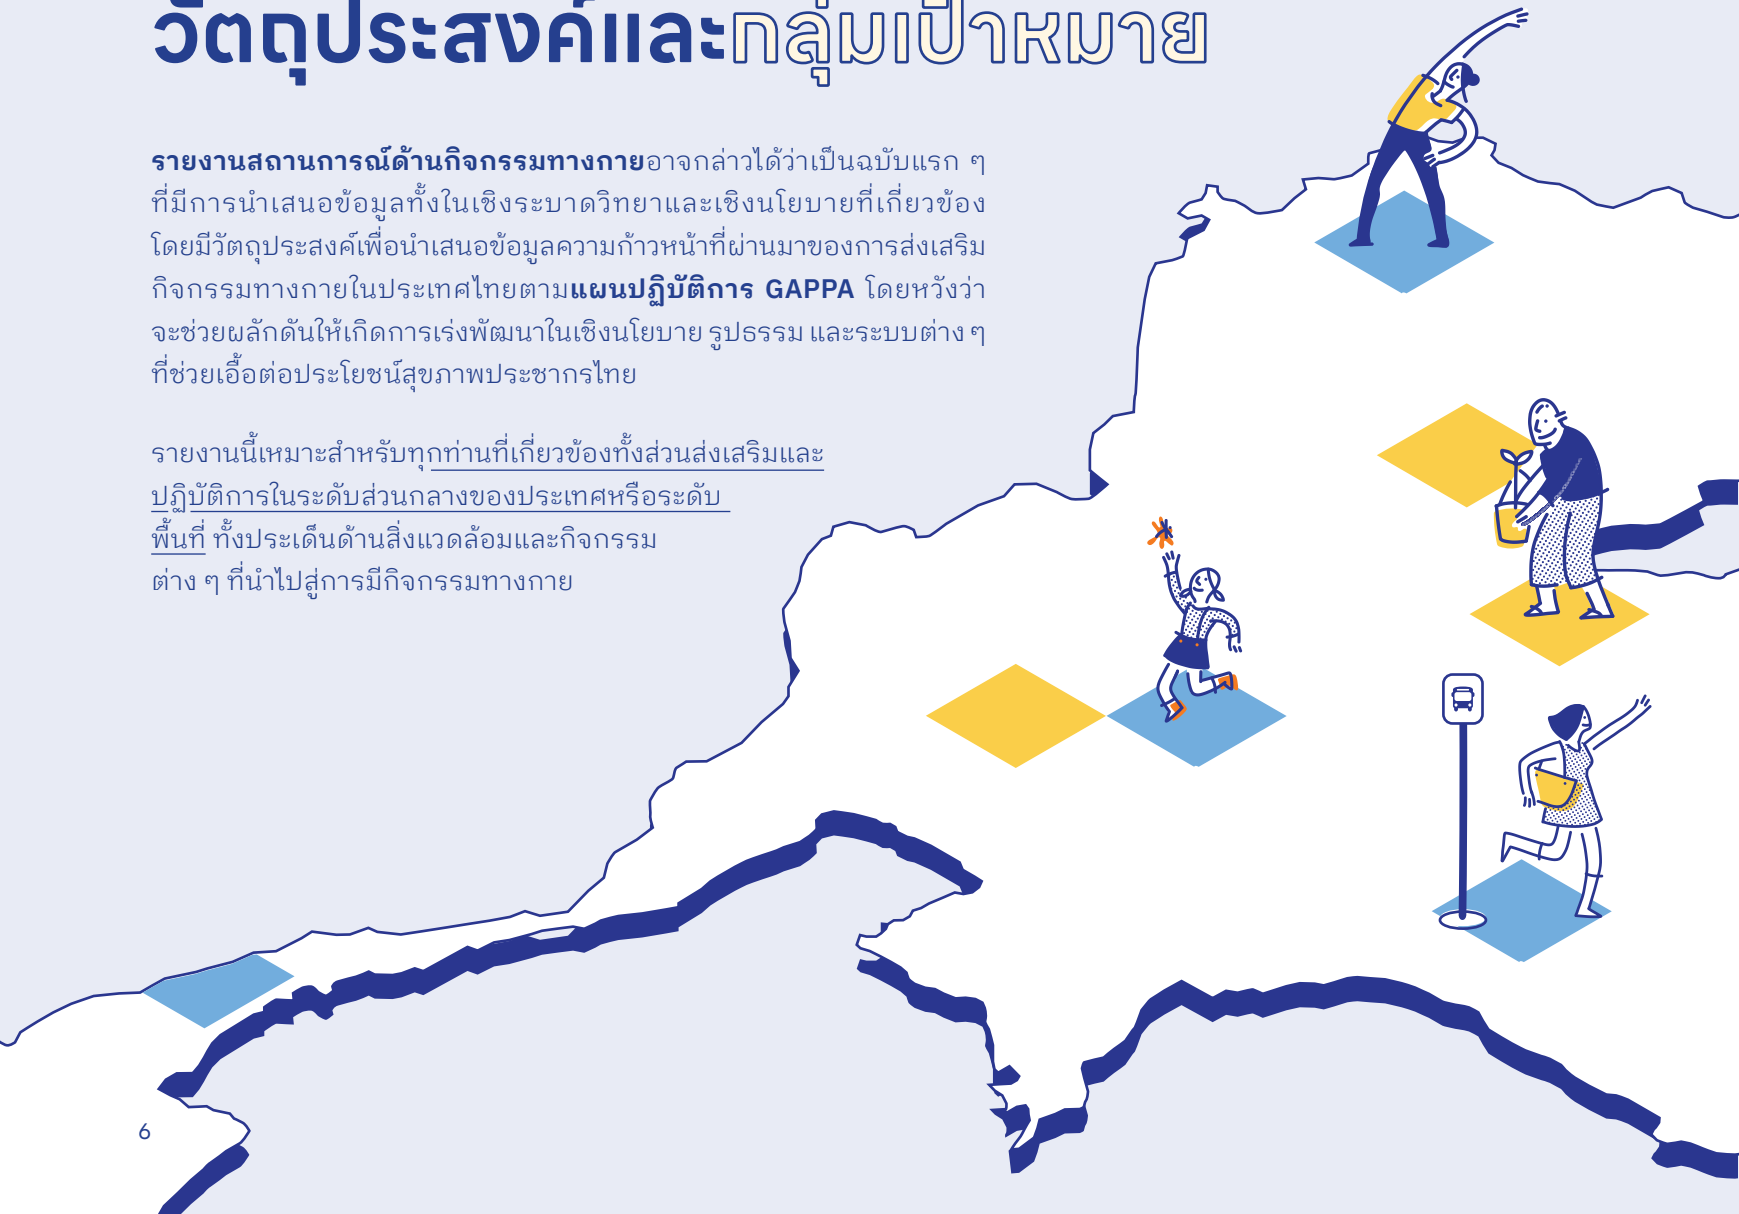 วัตถุประสงค์และกลุ่มเป้าหมาย
รายงานสถานการณ์ด้านกิจกรรมทางกายอาจกล่าวได้ว่าเป็นฉบับแรก ๆ
ที่มีการนำเสนอข้อมูลทั้งในเชิงระบาดวิทยาและเชิงนโยบายที่เกี่ยวข้อง
โดยมีวัตถุประสงค์เพื่อนำเสนอข้อมูลความก้าวหน้าที่ผ่านมาของการส่งเสริม
กิจกรรมทางกายในประเทศไทยตามแผนปฏิบัติการ GAPPA โดยหวังว่า
จะช่วยผลักดันให้เกิดการเร่งพัฒนาในเชิงนโยบาย รูปธรรม และระบบต่าง ๆ
ที่ช่วยเอื้อต่อประโยชน์สุขภาพประชากรไทย
รายงานนี้เหมาะสำหรับทุกท่านที่เกี่ยวข้องทั้งส่วนส่งเสริมและ
ปฏิบัติการในระดับส่วนกลางของประเทศหรือระดับ
พื้นที่ ทั้งประเด็นด้านสิ่งแวดล้อมและกิจกรรม
ต่าง ๆ ที่นำไปสู่การมีกิจกรรมทางกาย
6